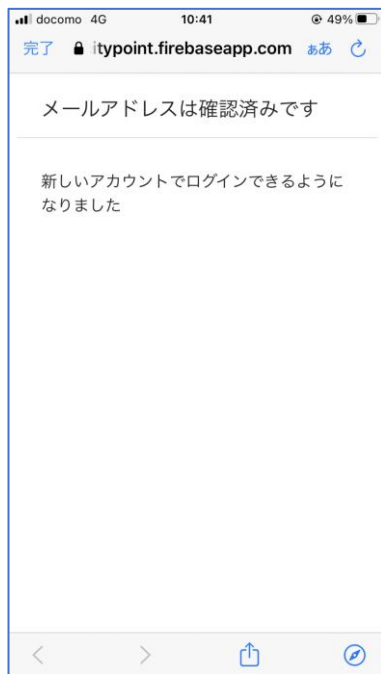 docomo 4G 10:41 49%
完了 itypoint.firebaseapp.com ぁあ
メールアドレスは確認済みです
新しいアカウントでログインできるように
なりました